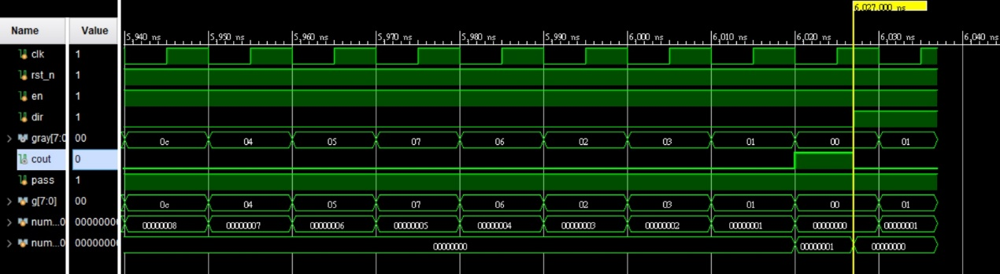 6,027.000 ns
Name Value 5,940 ns 5,950 ns 5,960 ns 5,970 ns 5,980 ns 5,990 ns 6,000 ns 6,010 ns 6,020 ns 6,030 ns 6,040 ns
clk 1
rst_n 1
en 1
dir 1
gray[7:0 00 0c 04 05 07 06 02 03 01 00 01
cout 0
pass 1
g[7:0] 00 0c 04 05 07 06 02 03 01 00 01
num...0 00000000 00000008 00000007 00000006 00000005 00000004 00000003 00000002 00000001 00000000 00000001
num...0 00000000 00000000 00000001 00000000